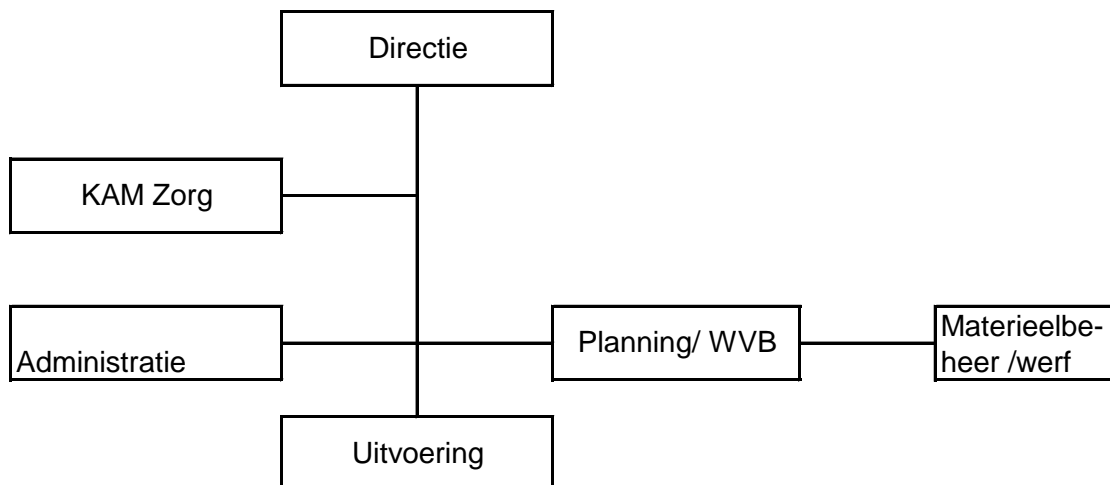 Directie
KAM Zorg
Administratie
Planning/ WVB
Materieelbe-
heer /werf
Uitvoering